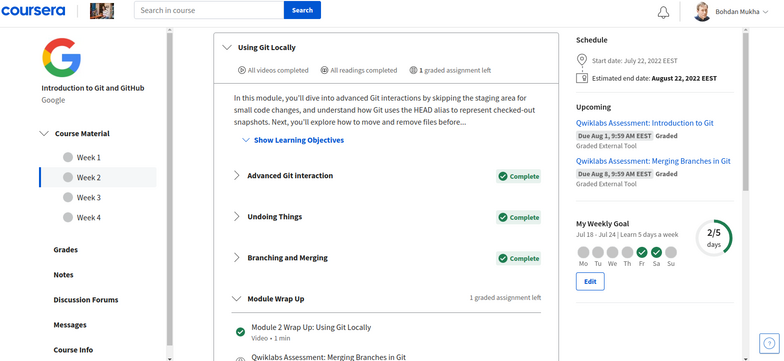 coursera
Search in course
Search
Bohdan Mukha
Introduction to Git and GitHub
Google
Course Material
Week 1
Week 2
Week 3
Week 4
Grades
Notes
Discussion Forums
Messages
Course Info
Using Git Locally
All videos completed
All readings completed
1 graded assignment left
In this module, you'll dive into advanced Git interactions by skipping the staging area for
small code changes, and understand how Git uses the HEAD alias to represent checked-out
snapshots. Next, you'll explore how to move and remove files before...
Show Learning Objectives
Advanced Git interaction
Complete
Undoing Things
Complete
Branching and Merging
Complete
Module Wrap Up
1 graded assignment left
Module 2 Wrap Up: Using Git Locally
Video • 1 min
Qwiklabs Assessment: Merging Branches in Git
Schedule
Start date: July 22, 2022 EEST
Estimated end date: August 22, 2022 EEST
Upcoming
Qwiklabs Assessment: Introduction to Git
Due Aug 1, 9:59 AM EEST Graded
Graded External Tool
Qwiklabs Assessment: Merging Branches in Git
Due Aug 8, 9:59 AM EEST Graded
Graded External Tool
My Weekly Goal
Jul 18 - Jul 24 | Learn 5 days a week
2/5
days
Mo Tu We Th Fr Sa Su
Edit
?